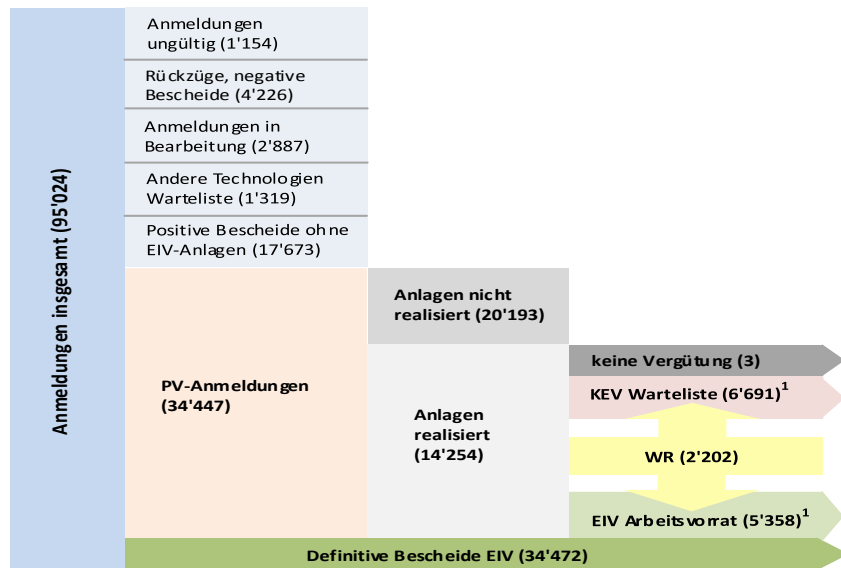 Anmeldungen insgesamt (95'024)
Anmeldungen
ungültig (1'154)
Rückzüge, negative
Bescheide (4'226)
Anmeldungen in
Bearbeitung (2'887)
Andere Technologien
Warteliste (1'319)
Positive Bescheide ohne
EIV-Anlagen (17'673)
PV-Anmeldungen
(34'447)
Anlagen nicht
realisiert (20'193)
Anlagen
realisiert
(14'254)
keine Vergütung (3)
KEV Warteliste (6'691)¹
WR (2'202)
EIV Arbeitsvorrat (5'358)¹
Definitive Bescheide EIV (34'472)